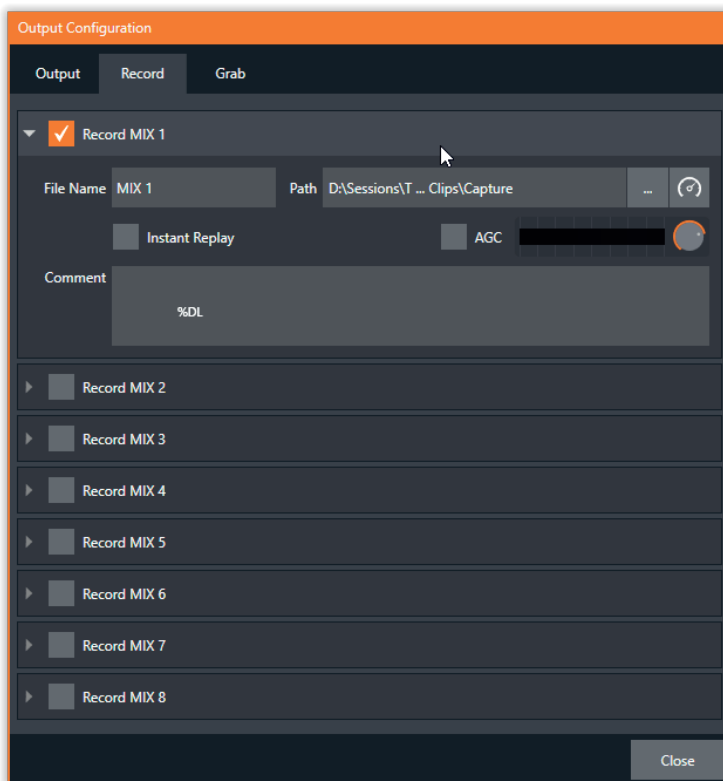 Output Configuration
Output Record Grab
Record MIX 1
File Name MIX 1 Path D:\Sessions\T ... Clips\Capture ...
Instant Replay AGC
Comment
%DL
Record MIX 2
Record MIX 3
Record MIX 4
Record MIX 5
Record MIX 6
Record MIX 7
Record MIX 8
Close